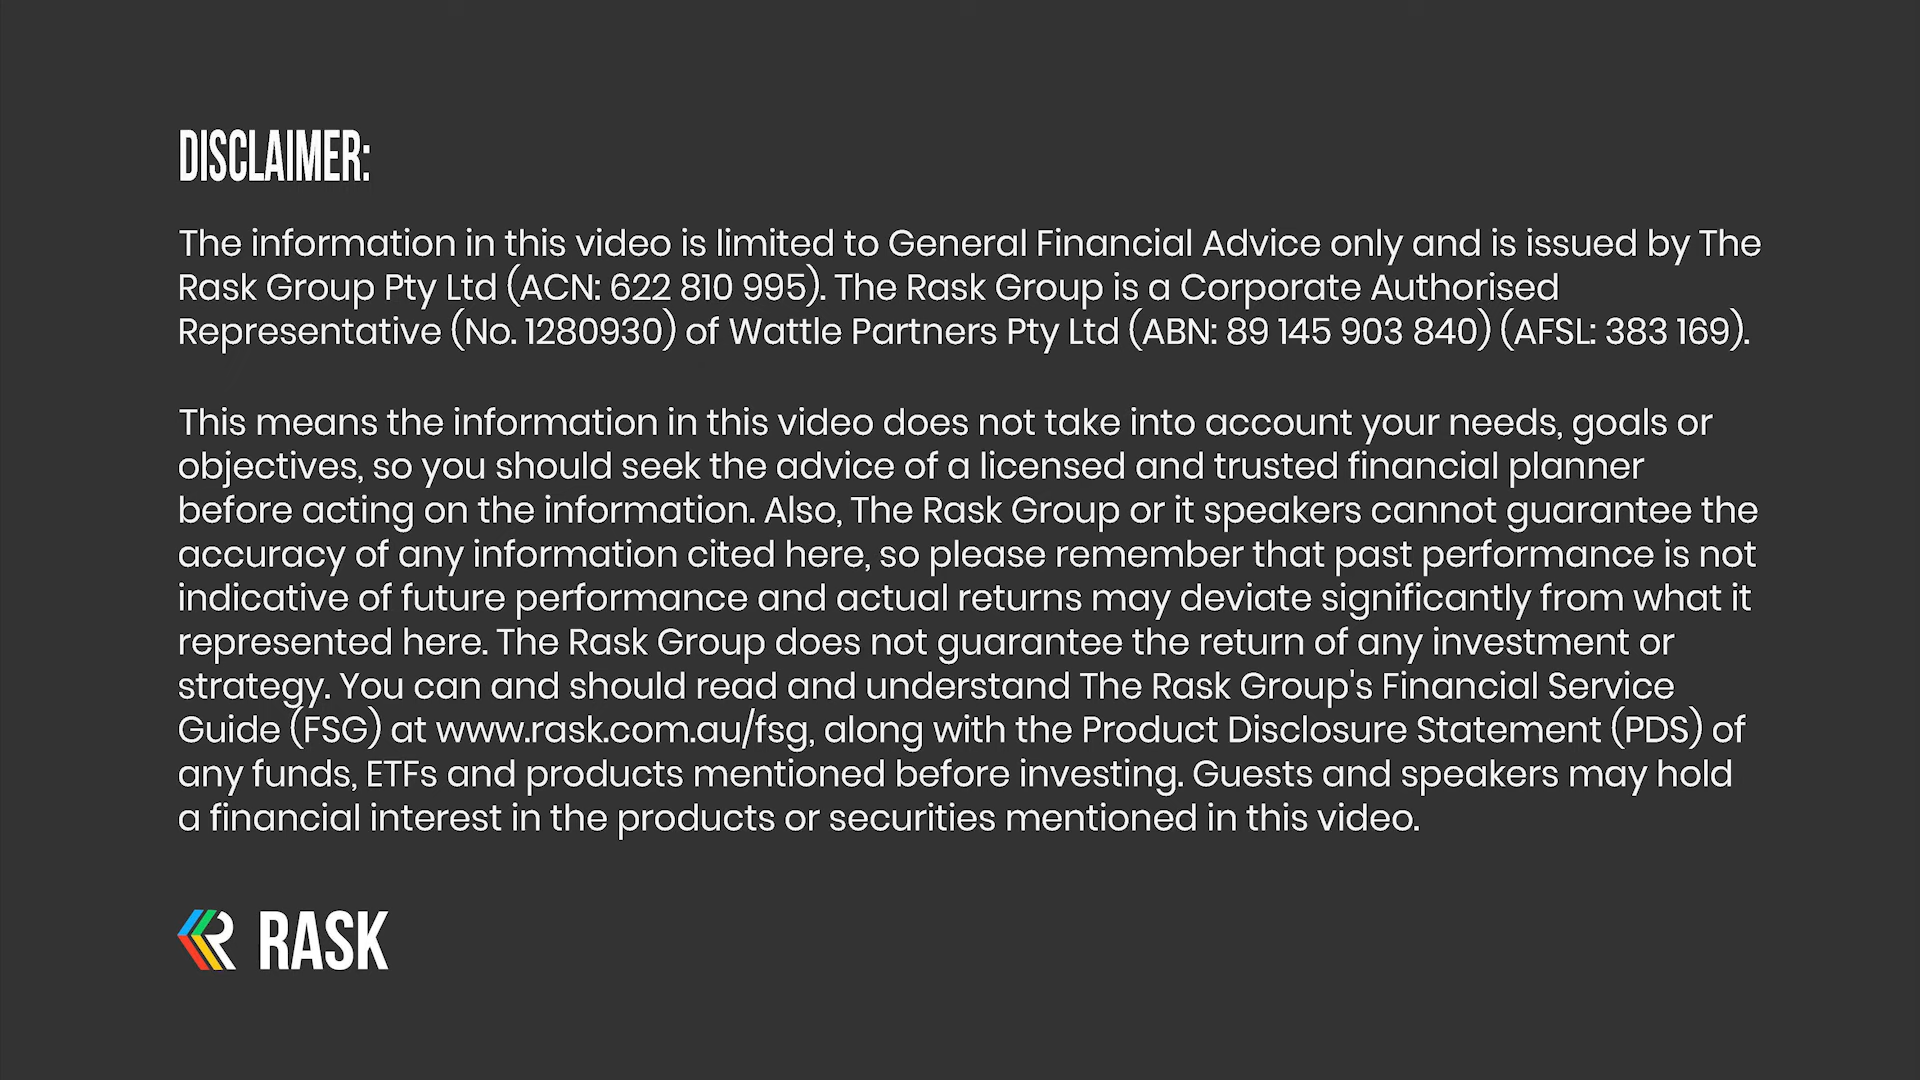 DISCLAIMER:
The information in this video is limited to General Financial Advice only and is issued by The
Rask Group Pty Ltd (ACN: 622 810 995). The Rask Group is a Corporate Authorised
Representative (No. 1280930) of Wattle Partners Pty Ltd (ABN: 89 145 903 840) (AFSL: 383 169).
This means the information in this video does not take into account your needs, goals or
objectives, so you should seek the advice of a licensed and trusted financial planner
before acting on the information. Also, The Rask Group or it speakers cannot guarantee the
accuracy of any information cited here, so please remember that past performance is not
indicative of future performance and actual returns may deviate significantly from what it
represented here. The Rask Group does not guarantee the return of any investment or
strategy. You can and should read and understand The Rask Group's Financial Service
Guide (FSG) at www.rask.com.au/fsg, along with the Product Disclosure Statement (PDS) of
any funds, ETFs and products mentioned before investing. Guests and speakers may hold
a financial interest in the products or securities mentioned in this video.
RASK